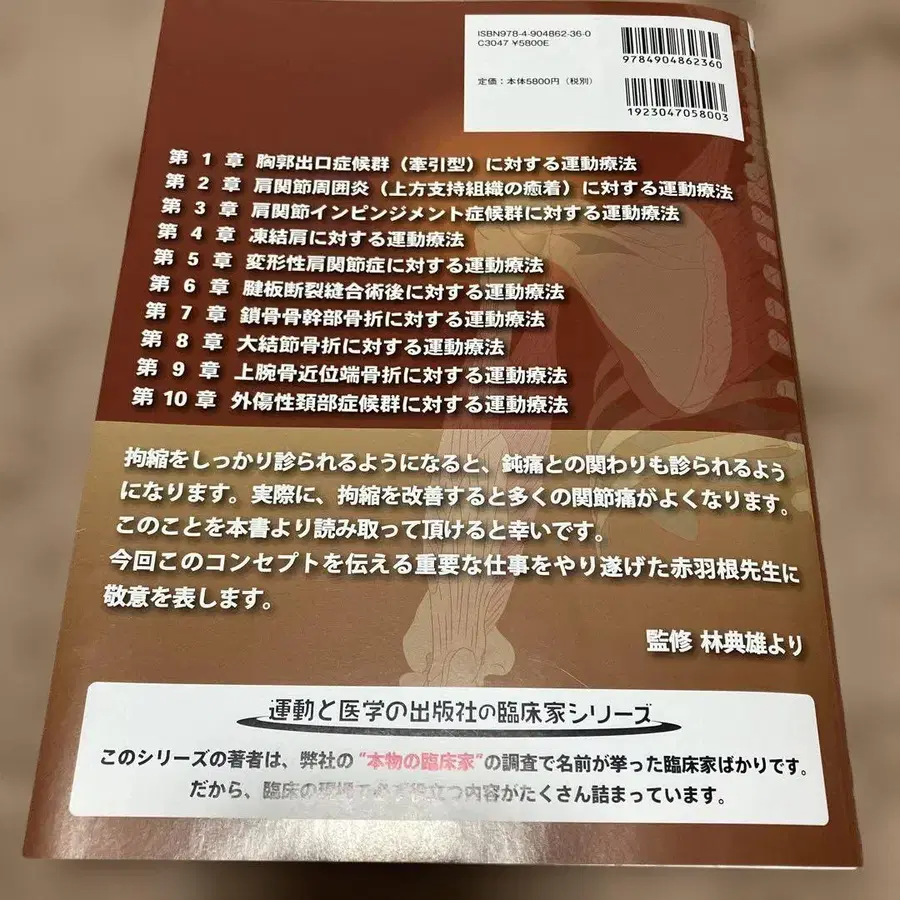 ISBN978-4-904862-36-0
C3047 ¥5800E
9784904862360
定価：本体5800円（税別）
1923047058003
第 1 章 胸郭出口症候群（牽引型）に対する運動療法
第 2 章 肩関節周囲炎（上方支持組織の癒着）に対する運動療法
第 3 章 肩関節インピンジメント症候群に対する運動療法
第 4 章 凍結肩に対する運動療法
第 5 章 変形性肩関節症に対する運動療法
第 6 章 腱板断裂縫合術後に対する運動療法
第 7 章 鎖骨骨幹部骨折に対する運動療法
第 8 章 大結節骨折に対する運動療法
第 9 章 上腕骨近位端骨折に対する運動療法
第 10 章 外傷性頚部症候群に対する運動療法
拘縮をしっかり診られるようになると、鈍痛との関わりも診られるよう
になります。実際に、拘縮を改善すると多くの関節痛がよくなります。
このことを本書より読み取って頂けると幸いです。
今回このコンセプトを伝える重要な仕事をやり遂げた赤羽根先生に
敬意を表します。
監修 林典雄より
運動と医学の出版社の臨床家シリーズ
このシリーズの著者は、弊社の“本物の臨床家”の調査で名前が挙った臨床家ばかりです。
だから、臨床の現場で必ず役立つ内容がたくさん詰まっています。